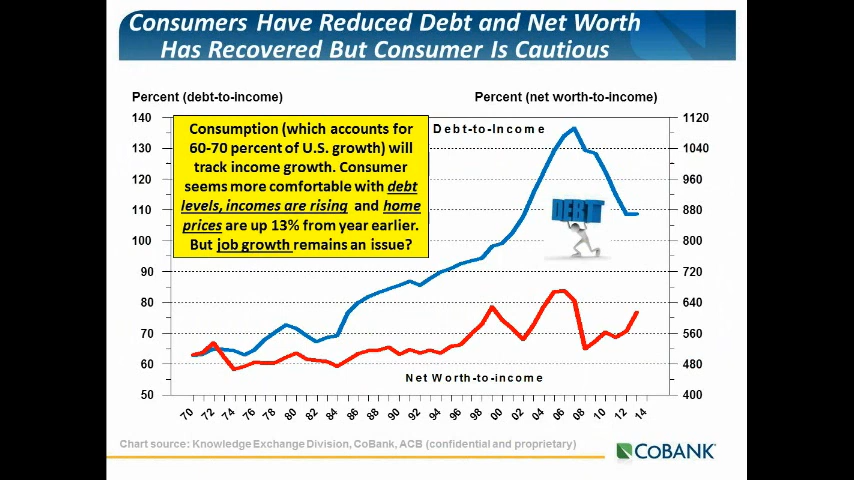 Consumers Have Reduced Debt and Net Worth
Has Recovered But Consumer Is Cautious
Percent (debt-to-income)
Percent (net worth-to-income)
140
130
120
110
100
90
80
70
60
50
1120
1040
960
880
800
720
640
560
480
400
Consumption (which accounts for
60-70 percent of U.S. growth) will
track income growth. Consumer
seems more comfortable with debt
levels, incomes are rising and home
prices are up 13% from year earlier.
But job growth remains an issue?
Debt-to-Income
DEBT
Net Worth-to-income
70 72 74 76 78 80 82 84 86 88 90 92 94 96 98 00 02 04 06 08 10 12 14
Chart source: Knowledge Exchange Division, CoBank, ACB (confidential and proprietary)
COBANK